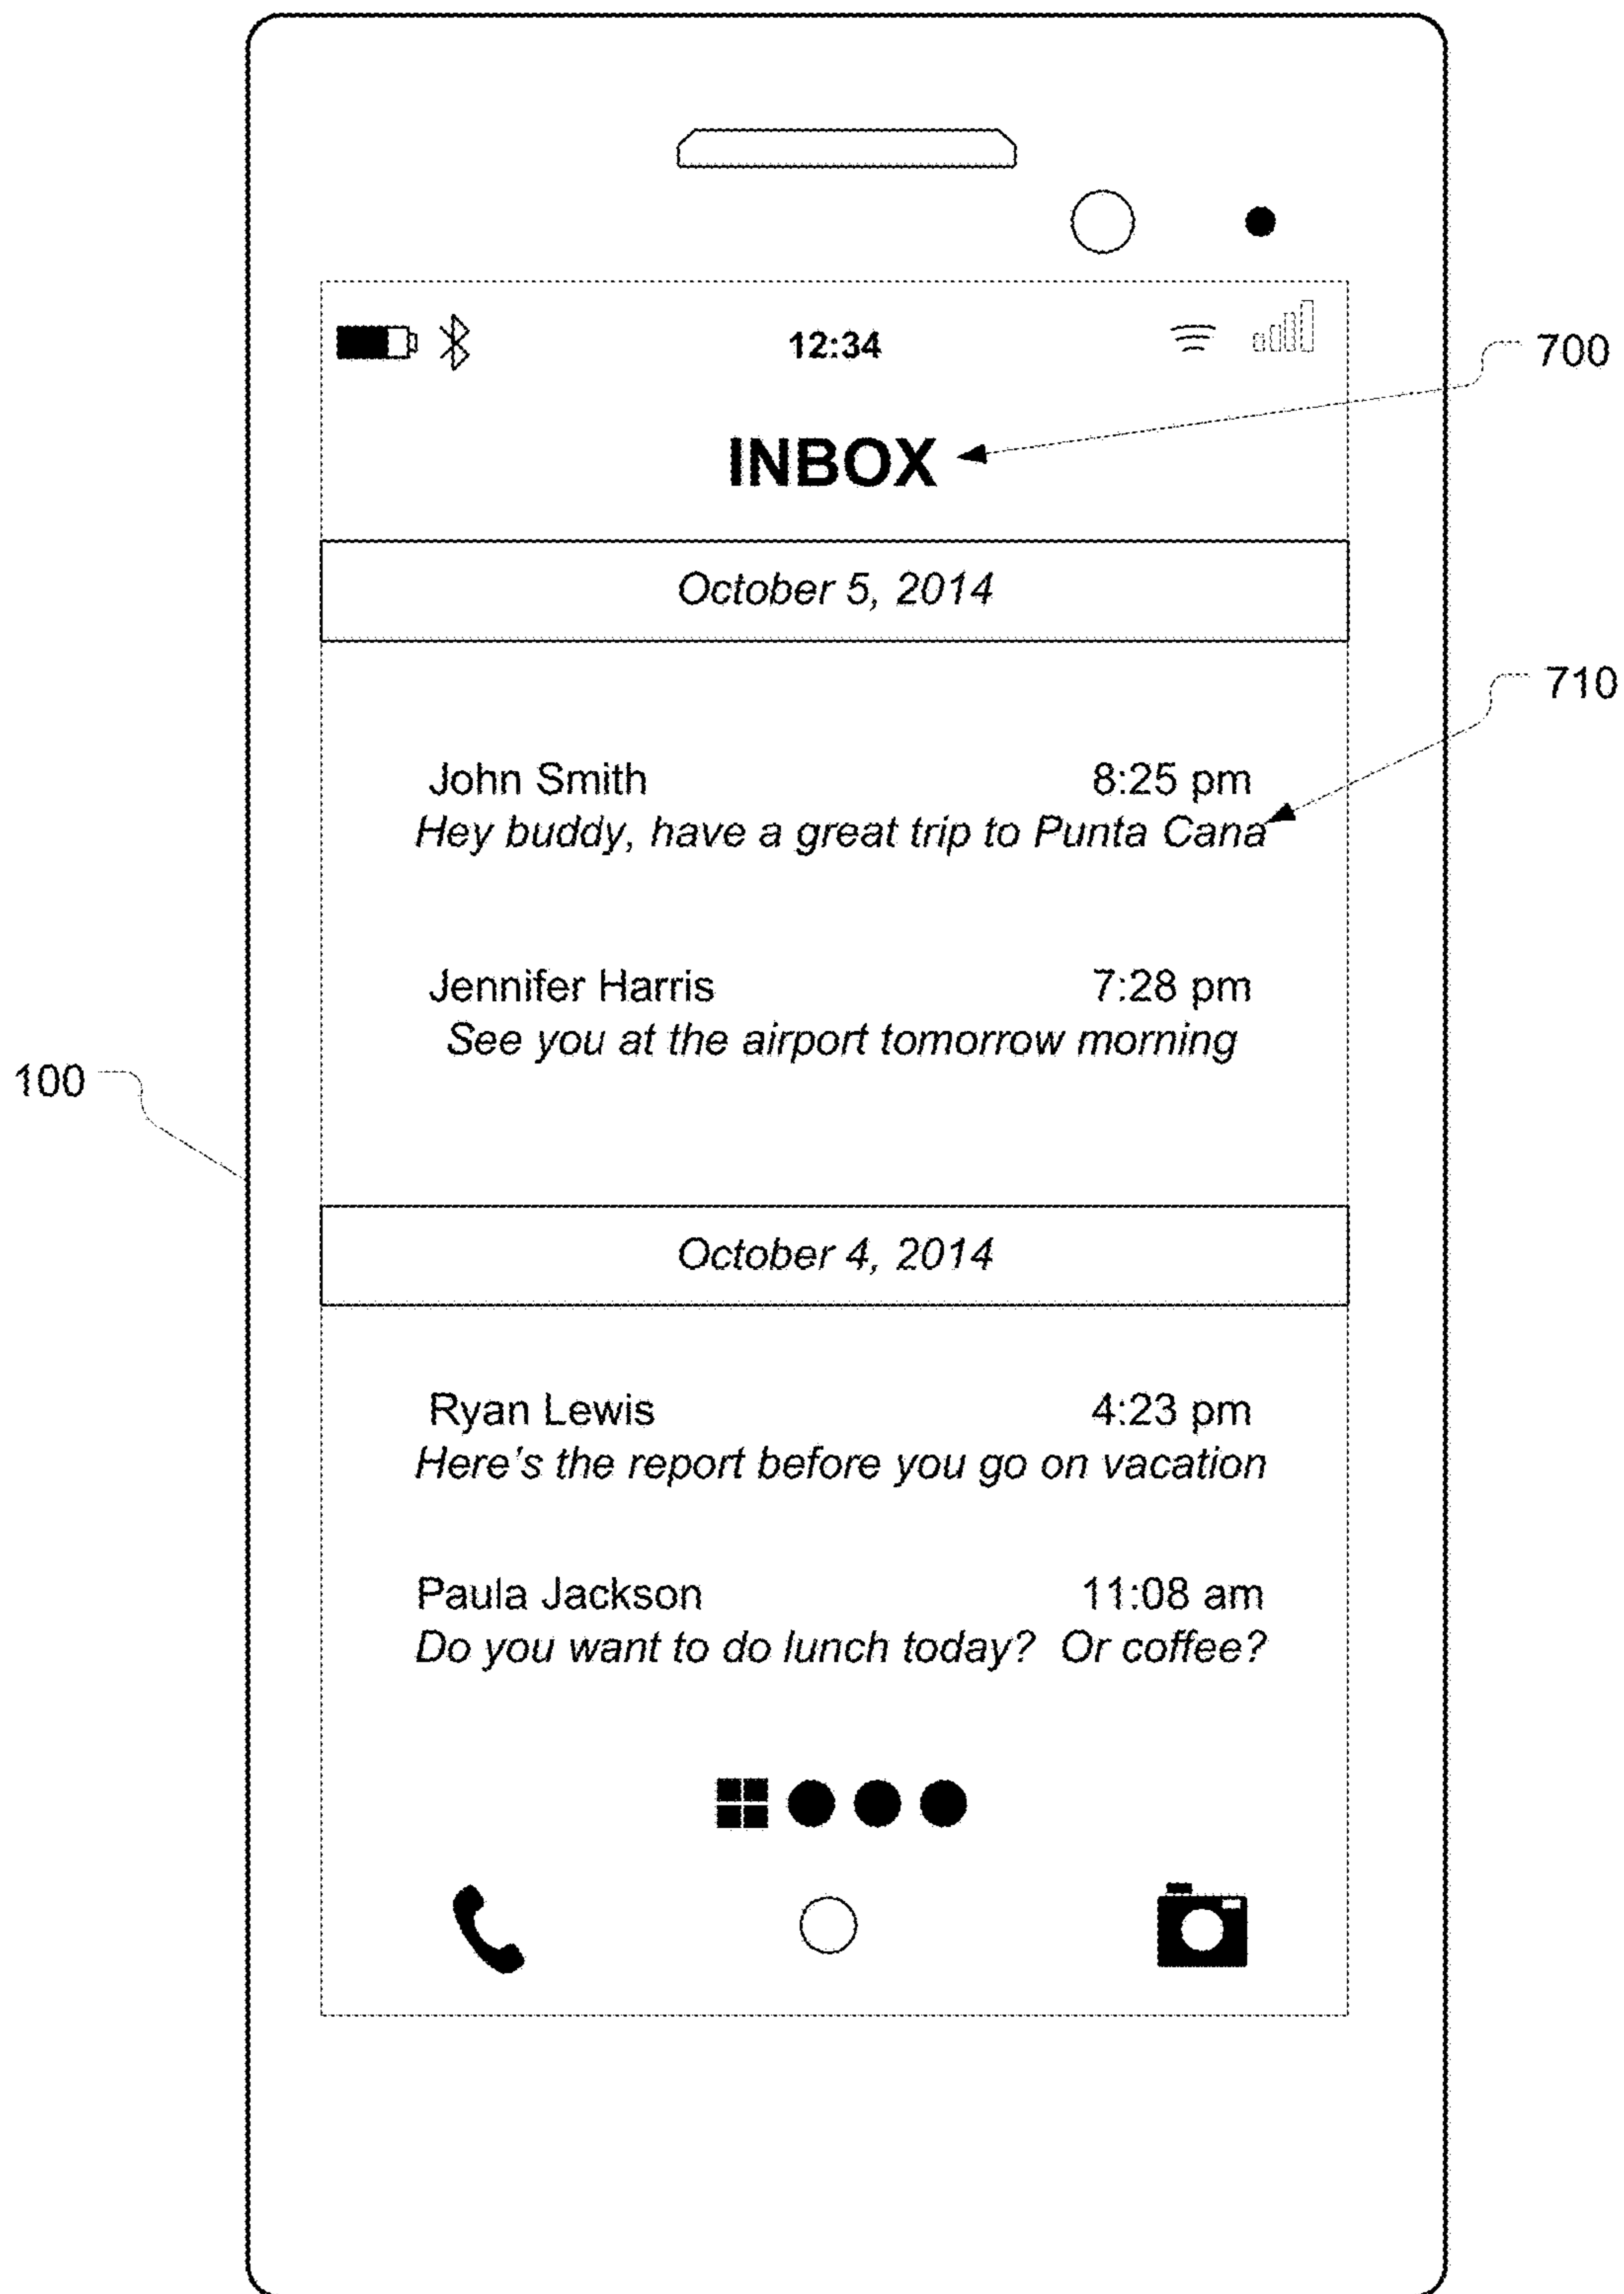 12:34
700
INBOX
October 5, 2014
710
John Smith 8:25 pm
Hey buddy, have a great trip to Punta Cana
Jennifer Harris 7:28 pm
See you at the airport tomorrow morning
100
October 4, 2014
Ryan Lewis 4:23 pm
Here's the report before you go on vacation
Paula Jackson 11:08 am
Do you want to do lunch today?  Or coffee?